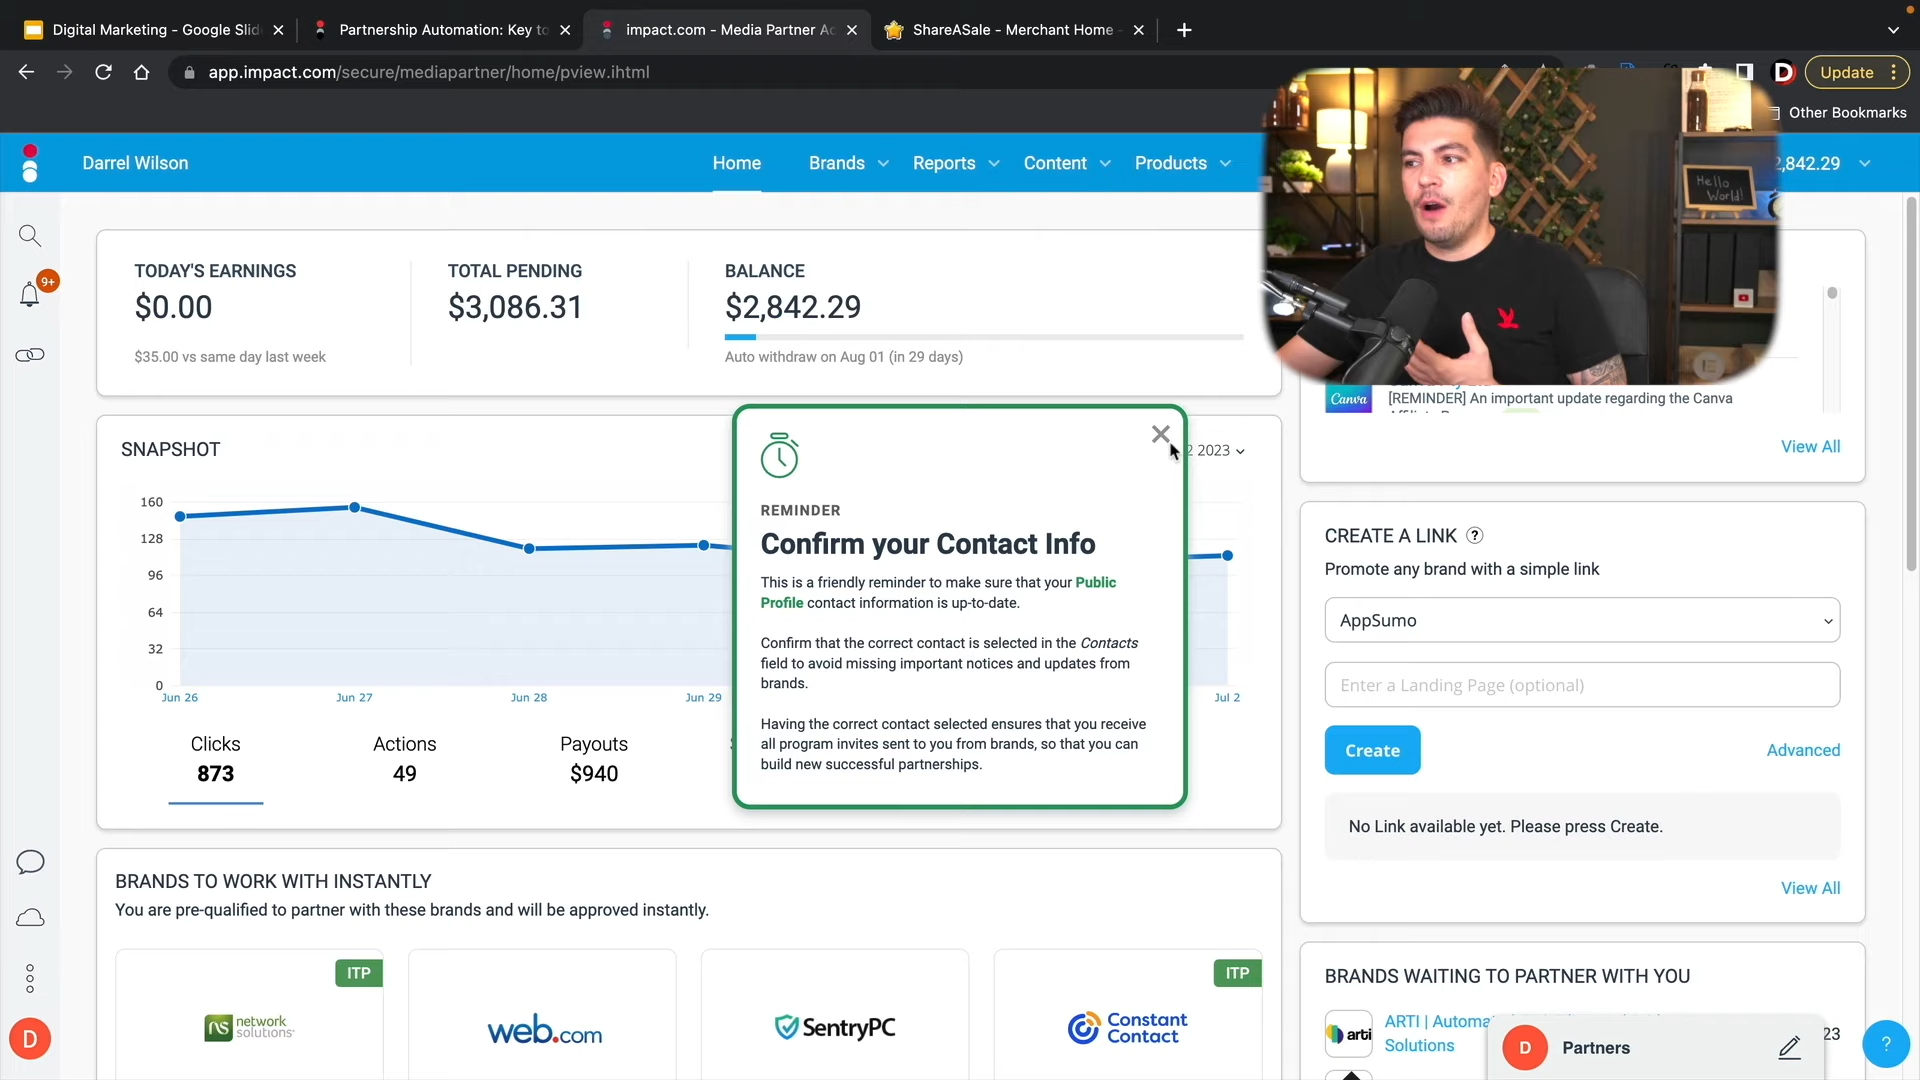 Digital Marketing - Google Slid
Partnership Automation: Key to
impact.com - Media Partner Ac
ShareASale - Merchant Home -
app.impact.com/secure/mediapartner/home/pview.ihtml
D
Update
Other Bookmarks
Darrel Wilson
Home
Brands
Reports
Content
Products
2,842.29
Hello
World!
9+
TODAY'S EARNINGS
$0.00
$35.00 vs same day last week
TOTAL PENDING
$3,086.31
BALANCE
$2,842.29
Auto withdraw on Aug 01 (in 29 days)
Canva
[REMINDER] An important update regarding the Canva
View All
SNAPSHOT
2 2023
160
128
96
64
32
0
Jun 26
Jun 27
Jun 28
Jun 29
Jul 2
Clicks
873
Actions
49
Payouts
$940
REMINDER
Confirm your Contact Info
This is a friendly reminder to make sure that your Public
Profile contact information is up-to-date.
Confirm that the correct contact is selected in the Contacts
field to avoid missing important notices and updates from
brands.
Having the correct contact selected ensures that you receive
all program invites sent to you from brands, so that you can
build new successful partnerships.
CREATE A LINK ?
Promote any brand with a simple link
AppSumo
Enter a Landing Page (optional)
Create
Advanced
No Link available yet. Please press Create.
View All
BRANDS TO WORK WITH INSTANTLY
You are pre-qualified to partner with these brands and will be approved instantly.
ITP
ns network
solutions
web.com
SentryPC
ITP
Constant
Contact
BRANDS WAITING TO PARTNER WITH YOU
arti
ARTI | Automa
Solutions
23
D
Partners
?
D